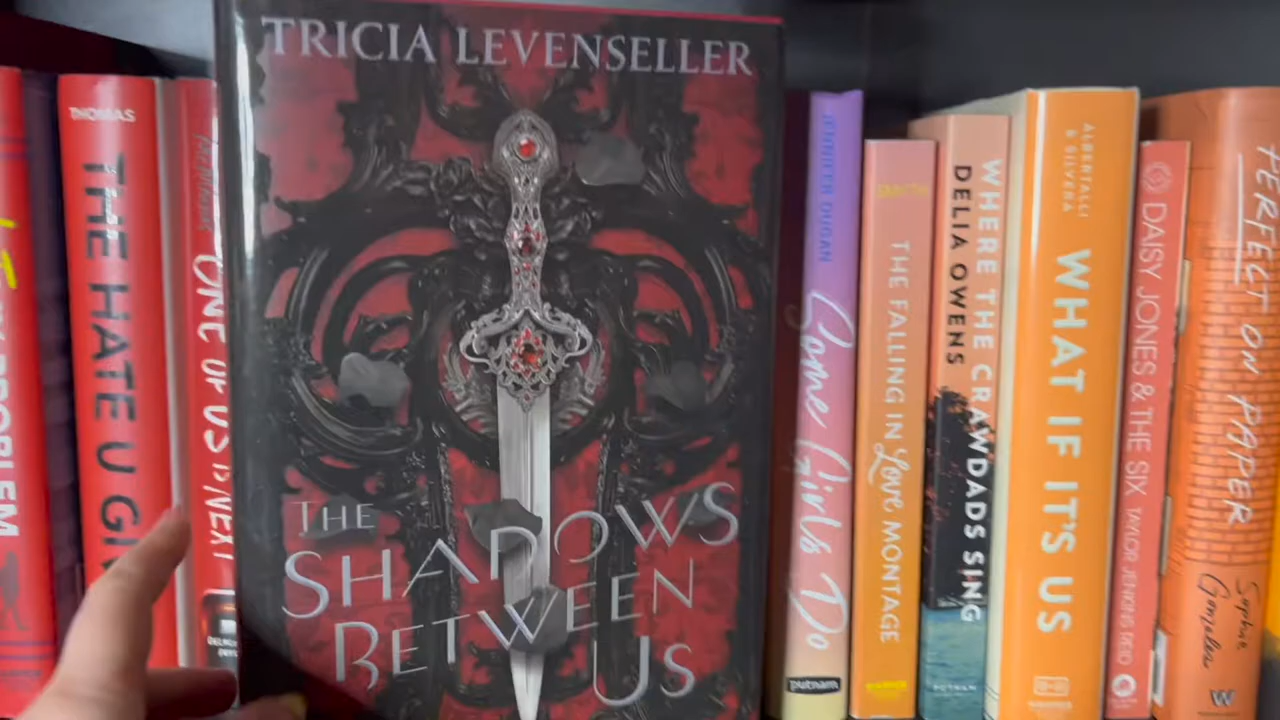 PROBLEM
THOMAS
THE HATE U GI
ONE OF US IS NEXT
TRICIA LEVENSELLER
THE
SHADOWS
BETWEEN
US
JENNIFER DUGAN
Some Girls Do
putnam
THE FALLING IN Love MONTAGE
WHERE THE CRAWDADS SING
DELIA OWENS
PUTNAM
ALBERTALLI
& SILVERA
WHAT IF IT'S US
DAISY JONES & THE SIX
TAYLOR JENKINS REID
PERFECT ON PAPER
Sophie
Gonzales
W